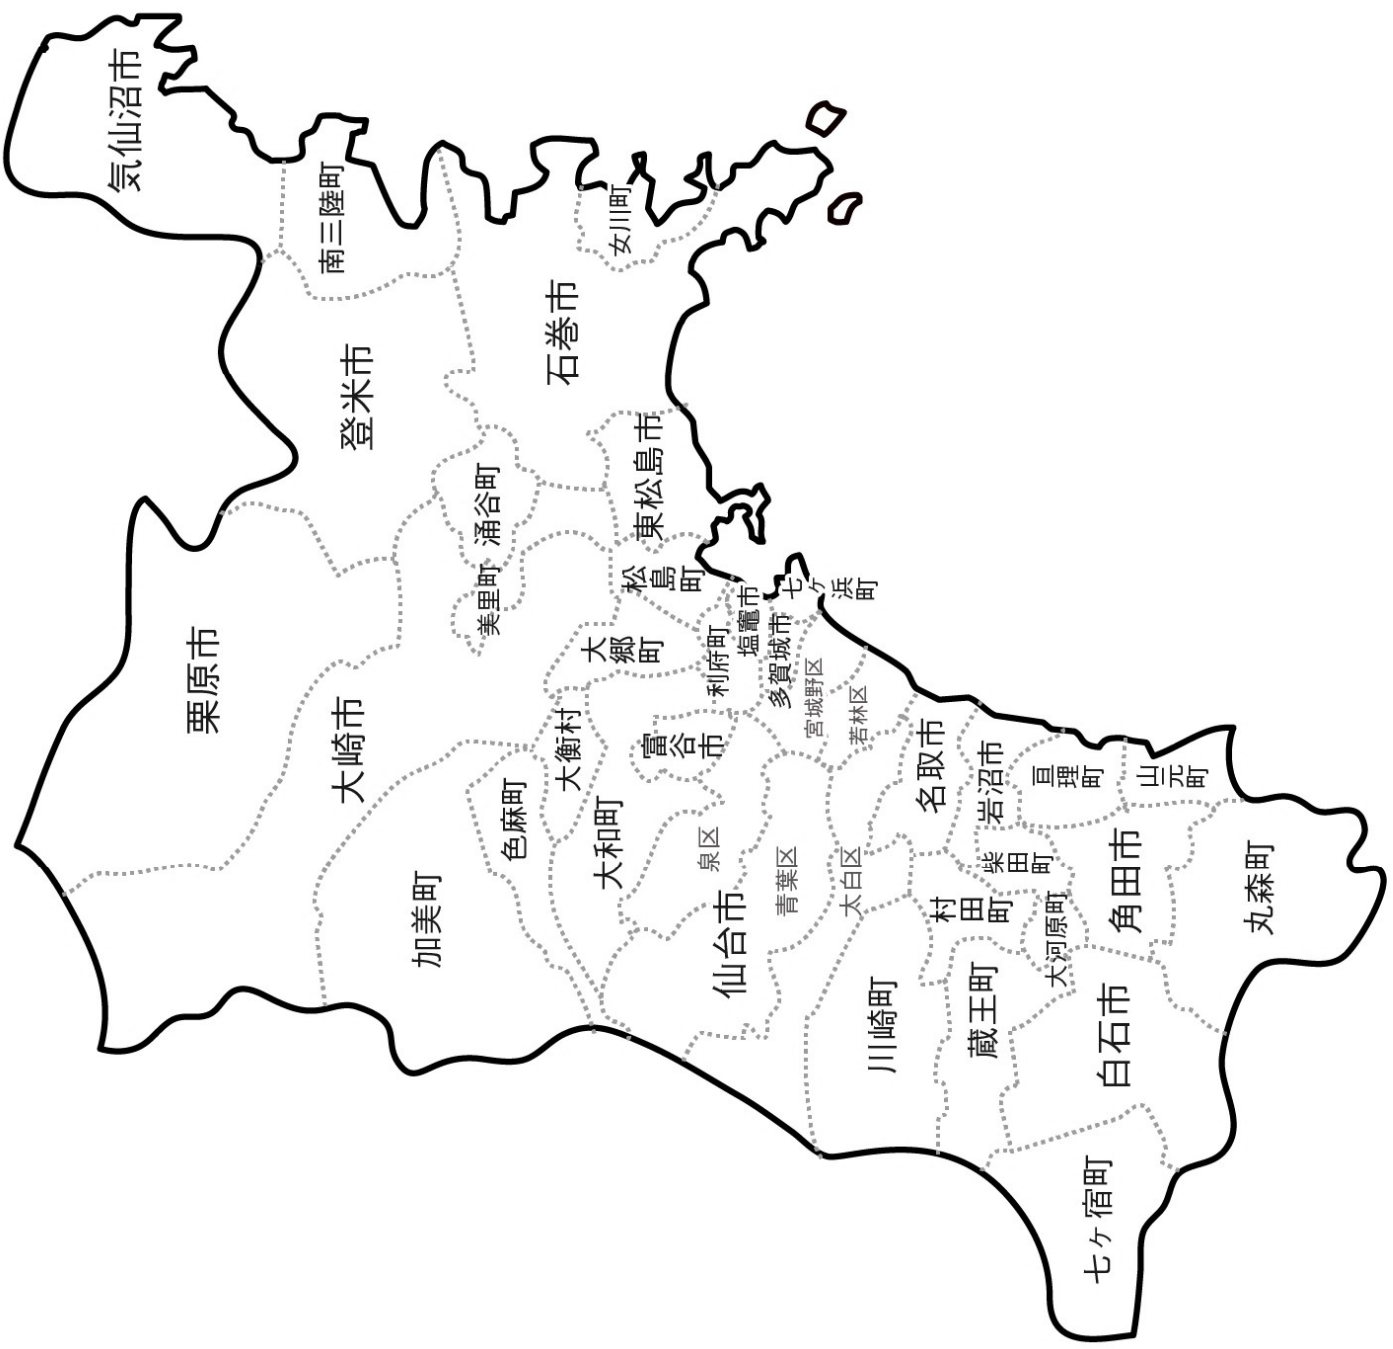 気仙沼市
南三陸町
女川町
石巻市
登米市
東松島市
涌谷町
美里町
松島町
七ヶ浜町
塩竈市
多賀城市
利府町
大郷町
栗原市
大崎市
大衡村
富谷市
宮城野区
若林区
色麻町
大和町
加美町
泉区
青葉区
太白区
仙台市
名取市
岩沼市
亘理町
山元町
柴田町
角田市
村田町
大河原町
丸森町
川崎町
蔵王町
白石市
七ヶ宿町